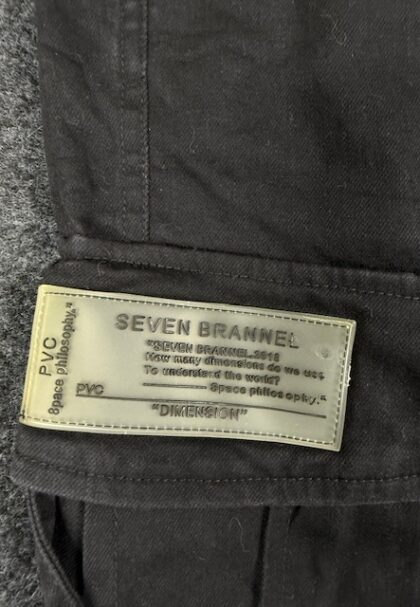 SEVEN BRANNEL
"SEVEN BRANNEL.2018
How many dimensions do we use
To understand the world?
PVC
Space philosophy."
"DIMENSION"
PVC
8pace philosophy."